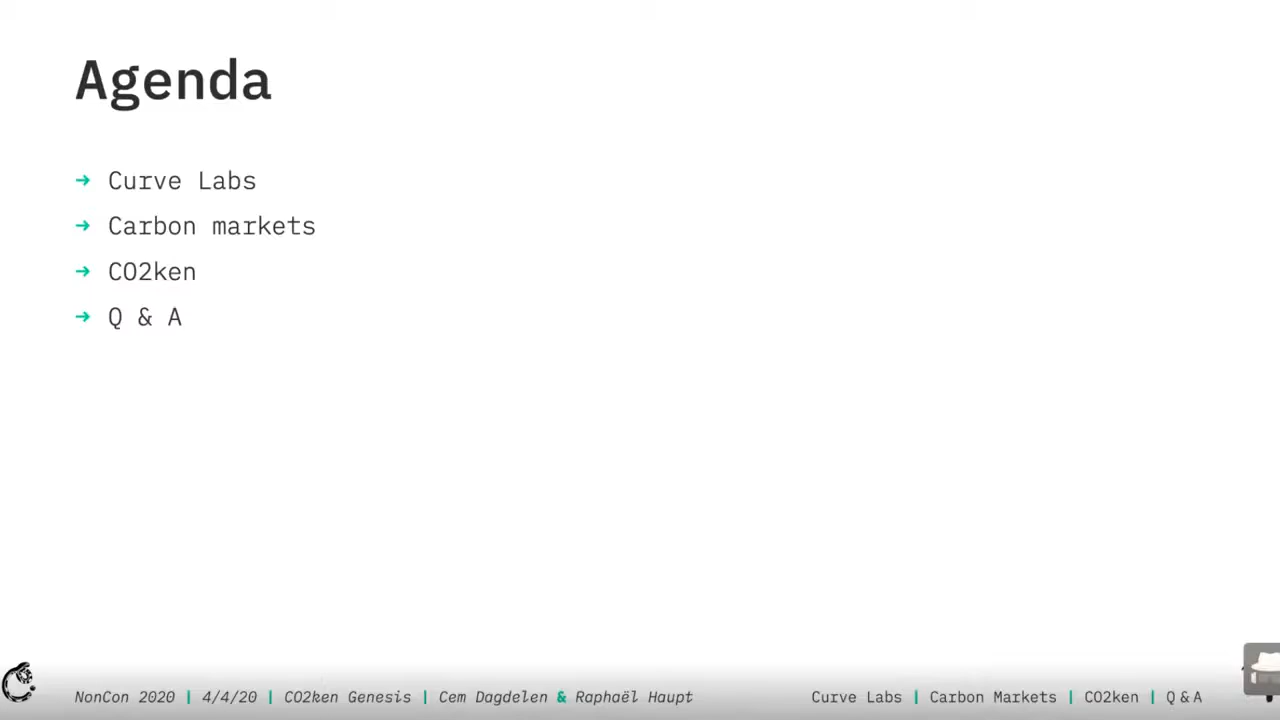 Agenda
→ Curve Labs
→ Carbon markets
→ CO2ken
→ Q & A
NonCon 2020 | 4/4/20 | CO2ken Genesis | Cem Dagdelen & Raphaël Haupt
Curve Labs | Carbon Markets | CO2ken | Q & A